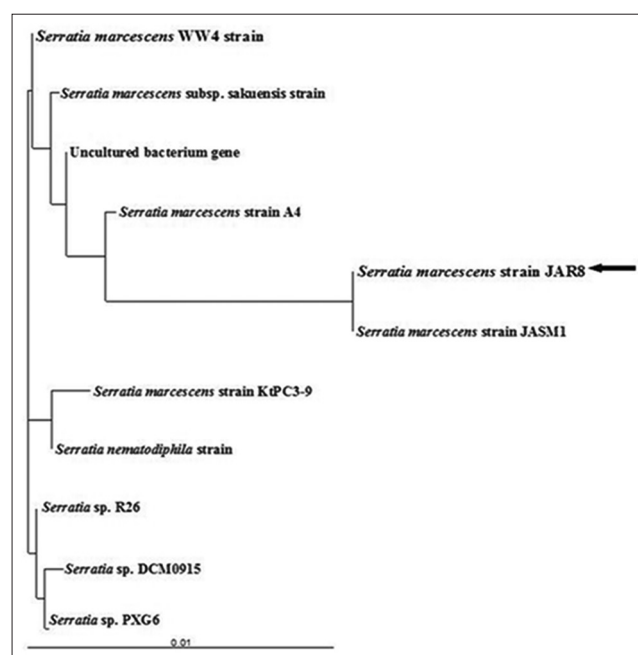 Serratia marcescens WW4 strain
Serratia marcescens subsp. sakuensis strain
Uncultured bacterium gene
Serratia marcescens strain A4
Serratia marcescens strain JAR8
Serratia marcescens strain JASM1
Serratia marcescens strain KtPC3-9
Serratia nematodiphila strain
Serratia sp. R26
Serratia sp. DCM0915
Serratia sp. PXG6
0.01